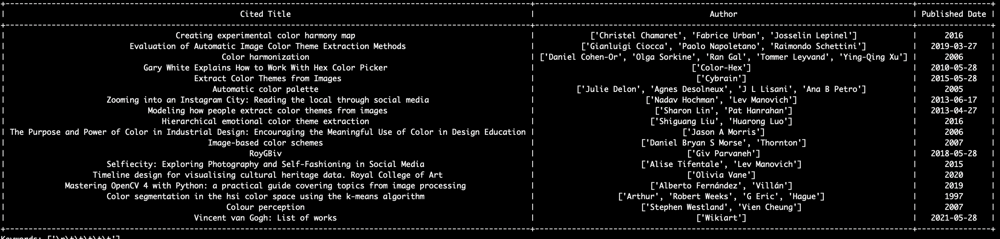 Cited Title | Author | Published Date
Creating experimental color harmony map | ['Christel Chamaret', 'Fabrice Urban', 'Josselin Lepinel'] | 2016
Evaluation of Automatic Image Color Theme Extraction Methods | ['Gianluigi Ciocca', 'Paolo Napoletano', 'Raimondo Schettini'] | 2019-03-27
Color harmonization | ['Daniel Cohen-Or', 'Olga Sorkine', 'Ran Gal', 'Tommer Leyvand', 'Ying-Qing Xu'] | 2006
Gary White Explains How to Work With Hex Color Picker | ['Color-Hex'] | 2010-05-28
Extract Color Themes from Images | ['Cybrain'] | 2015-05-28
Automatic color palette | ['Julie Delon', 'Agnes Desolneux', 'J L Lisani', 'Ana B Petro'] | 2005
Zooming into an Instagram City: Reading the local through social media | ['Nadav Hochman', 'Lev Manovich'] | 2013-06-17
Modeling how people extract color themes from images | ['Sharon Lin', 'Pat Hanrahan'] | 2013-04-27
Hierarchical emotional color theme extraction | ['Shiguang Liu', 'Huarong Luo'] | 2016
The Purpose and Power of Color in Industrial Design: Encouraging the Meaningful Use of Color in Design Education | ['Jason A Morris'] | 2006
Image-based color schemes | ['Daniel Bryan S Morse', 'Thornton'] | 2007
RoyGBiv | ['Giv Parvaneh'] | 2018-05-28
Selfiecity: Exploring Photography and Self-Fashioning in Social Media | ['Alise Tifentale', 'Lev Manovich'] | 2015
Timeline design for visualising cultural heritage data. Royal College of Art | ['Olivia Vane'] | 2020
Mastering OpenCV 4 with Python: a practical guide covering topics from image processing | ['Alberto Fernández', 'Villán'] | 2019
Color segmentation in the hsi color space using the k-means algorithm | ['Arthur', 'Robert Weeks', 'G Eric', 'Hague'] | 1997
Colour perception | ['Stephen Westland', 'Vien Cheung'] | 2007
Vincent van Gogh: List of works | ['Wikiart'] | 2021-05-28
Keywords: ['\n\t\t\t\t\t']